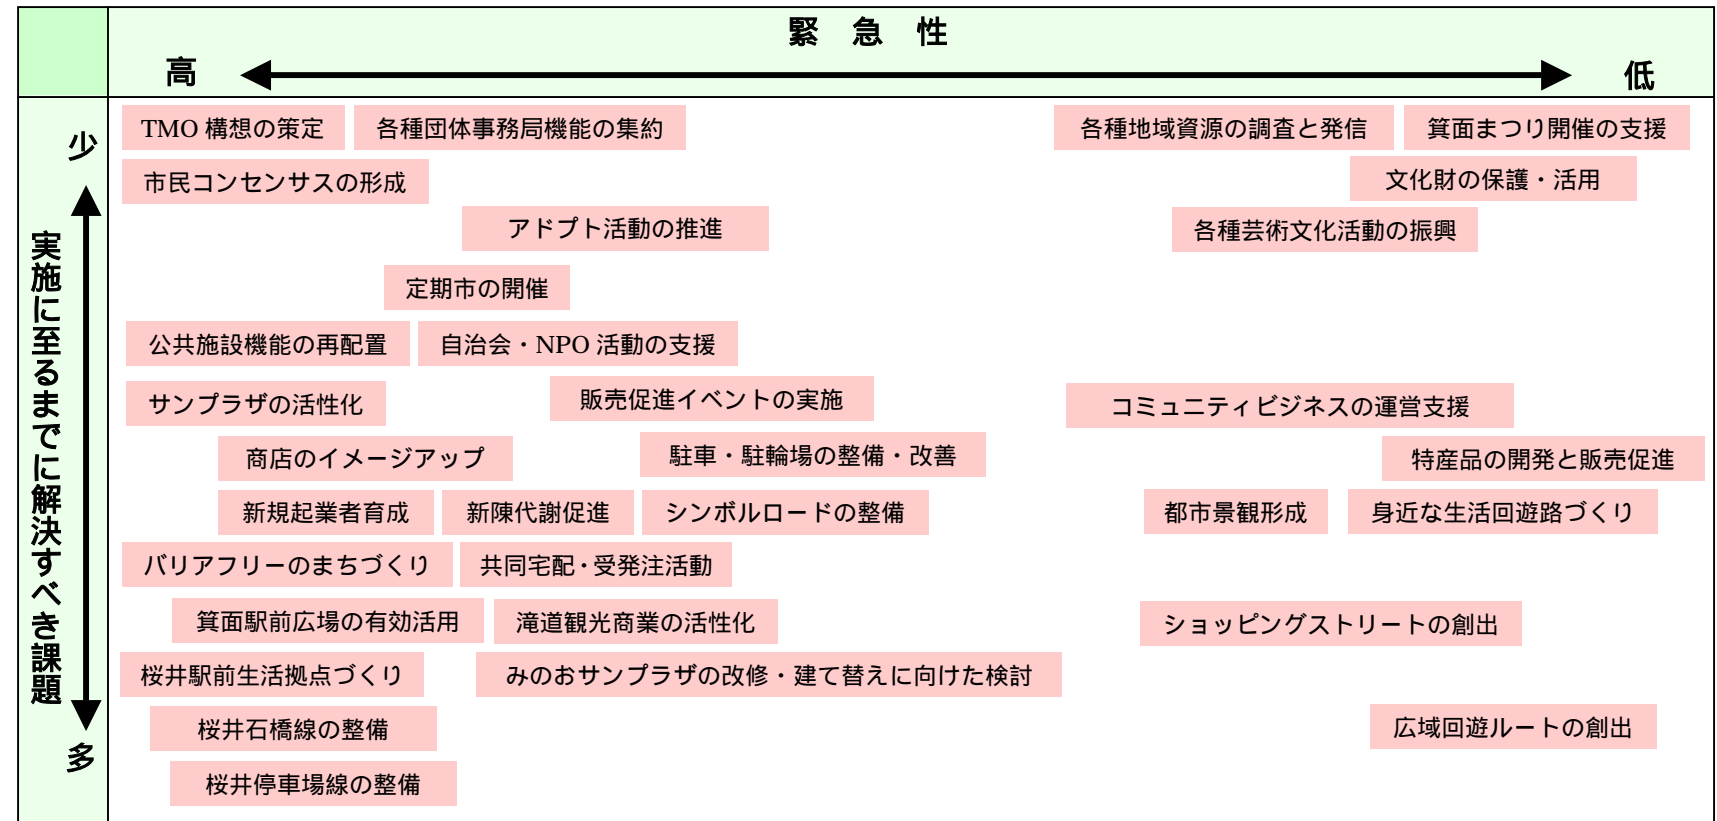 緊 急 性
高
低
少
実施に至るまでに解決すべき課題
多
TMO 構想の策定
各種団体事務局機能の集約
各種地域資源の調査と発信
箕面まつり開催の支援
市民コンセンサスの形成
文化財の保護・活用
アドプト活動の推進
各種芸術文化活動の振興
定期市の開催
公共施設機能の再配置
自治会・NPO 活動の支援
サンプラザの活性化
販売促進イベントの実施
コミュニティビジネスの運営支援
商店のイメージアップ
駐車・駐輪場の整備・改善
特産品の開発と販売促進
新規起業者育成
新陳代謝促進
シンボルロードの整備
都市景観形成
身近な生活回遊路づくり
バリアフリーのまちづくり
共同宅配・受発注活動
箕面駅前広場の有効活用
滝道観光商業の活性化
ショッピングストリートの創出
桜井駅前生活拠点づくり
みのおサンプラザの改修・建て替えに向けた検討
桜井石橋線の整備
広域回遊ルートの創出
桜井停車場線の整備